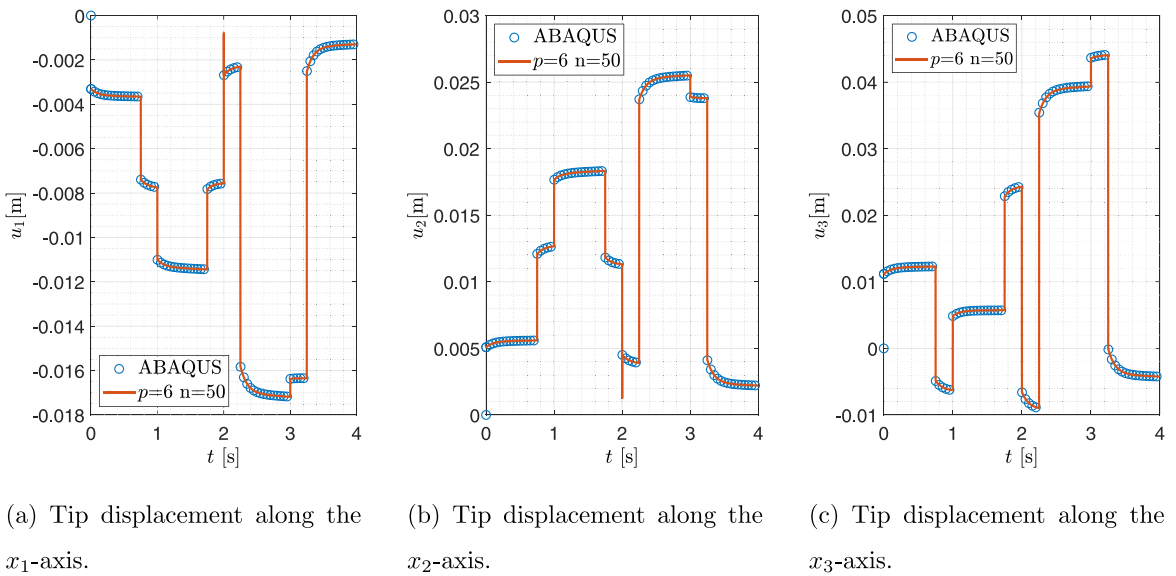 0
-0.002
-0.004
-0.006
-0.008
-0.01
-0.012
-0.014
-0.016
-0.018
u1[m]
ABAQUS
p=6 n=50
0 1 2 3 4
t [s]
0.03
0.025
0.02
0.015
0.01
0.005
0
u2[m]
ABAQUS
p=6 n=50
0 1 2 3 4
t [s]
0.05
0.04
0.03
0.02
0.01
0
-0.01
u3[m]
ABAQUS
p=6 n=50
0 1 2 3 4
t [s]
(a) Tip displacement along the
x1-axis.
(b) Tip displacement along the
x2-axis.
(c) Tip displacement along the
x3-axis.